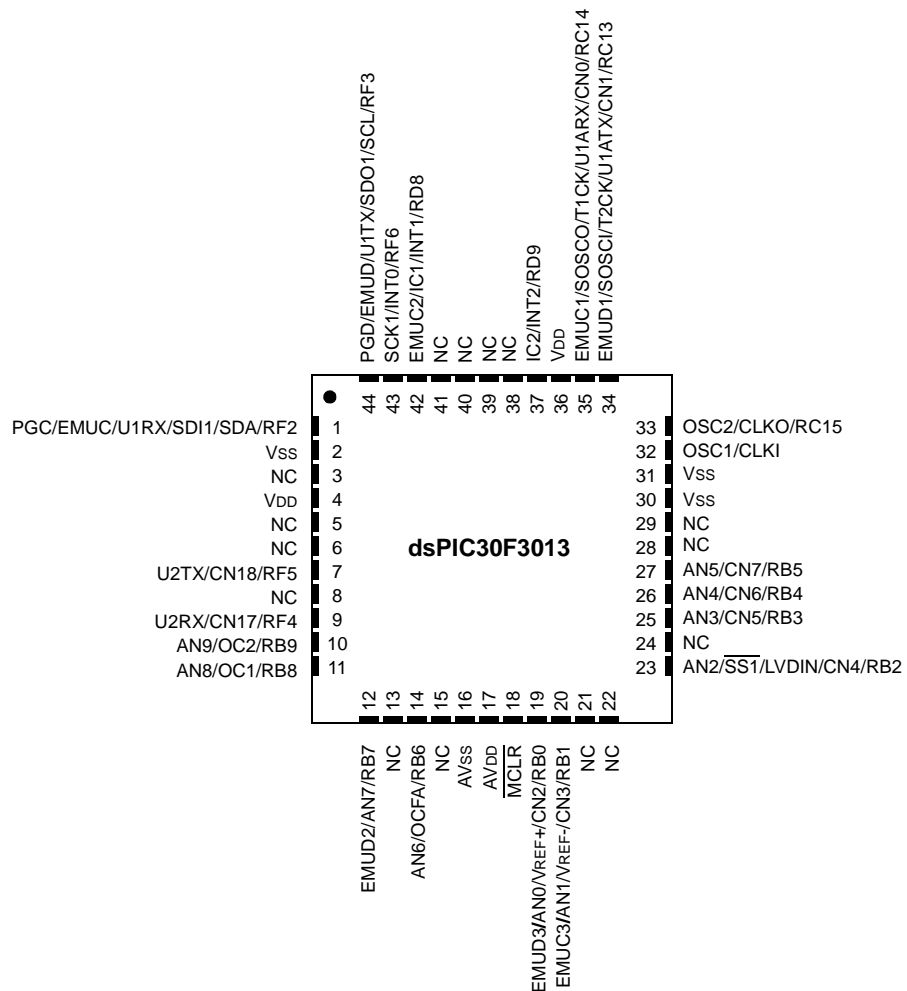 PGD/EMUD/U1TX/SDO1/SCL/RF3
SCK1/INT0/RF6
EMUC2/IC1/INT1/RD8
NC
NC
NC
NC
IC2/INT2/RD9
VDD
EMUC1/SOSCO/T1CK/U1ARX/CN0/RC14
EMUD1/SOSCI/T2CK/U1ATX/CN1/RC13
44
43
42
41
40
39
38
37
36
35
34
PGC/EMUC/U1RX/SDI1/SDA/RF2 1
VSS 2
NC 3
VDD 4
NC 5
NC 6
U2TX/CN18/RF5 7
NC 8
U2RX/CN17/RF4 9
AN9/OC2/RB9 10
AN8/OC1/RB8 11
dsPIC30F3013
33 OSC2/CLKO/RC15
32 OSC1/CLKI
31 VSS
30 VSS
29 NC
28 NC
27 AN5/CN7/RB5
26 AN4/CN6/RB4
25 AN3/CN5/RB3
24 NC
23 AN2/SS1/LVDIN/CN4/RB2
12
13
14
15
16
17
18
19
20
21
22
EMUD2/AN7/RB7
NC
AN6/OCFA/RB6
NC
AVSS
AVDD
MCLR
EMUD3/AN0/VREF+/CN2/RB0
EMUC3/AN1/VREF-/CN3/RB1
NC
NC